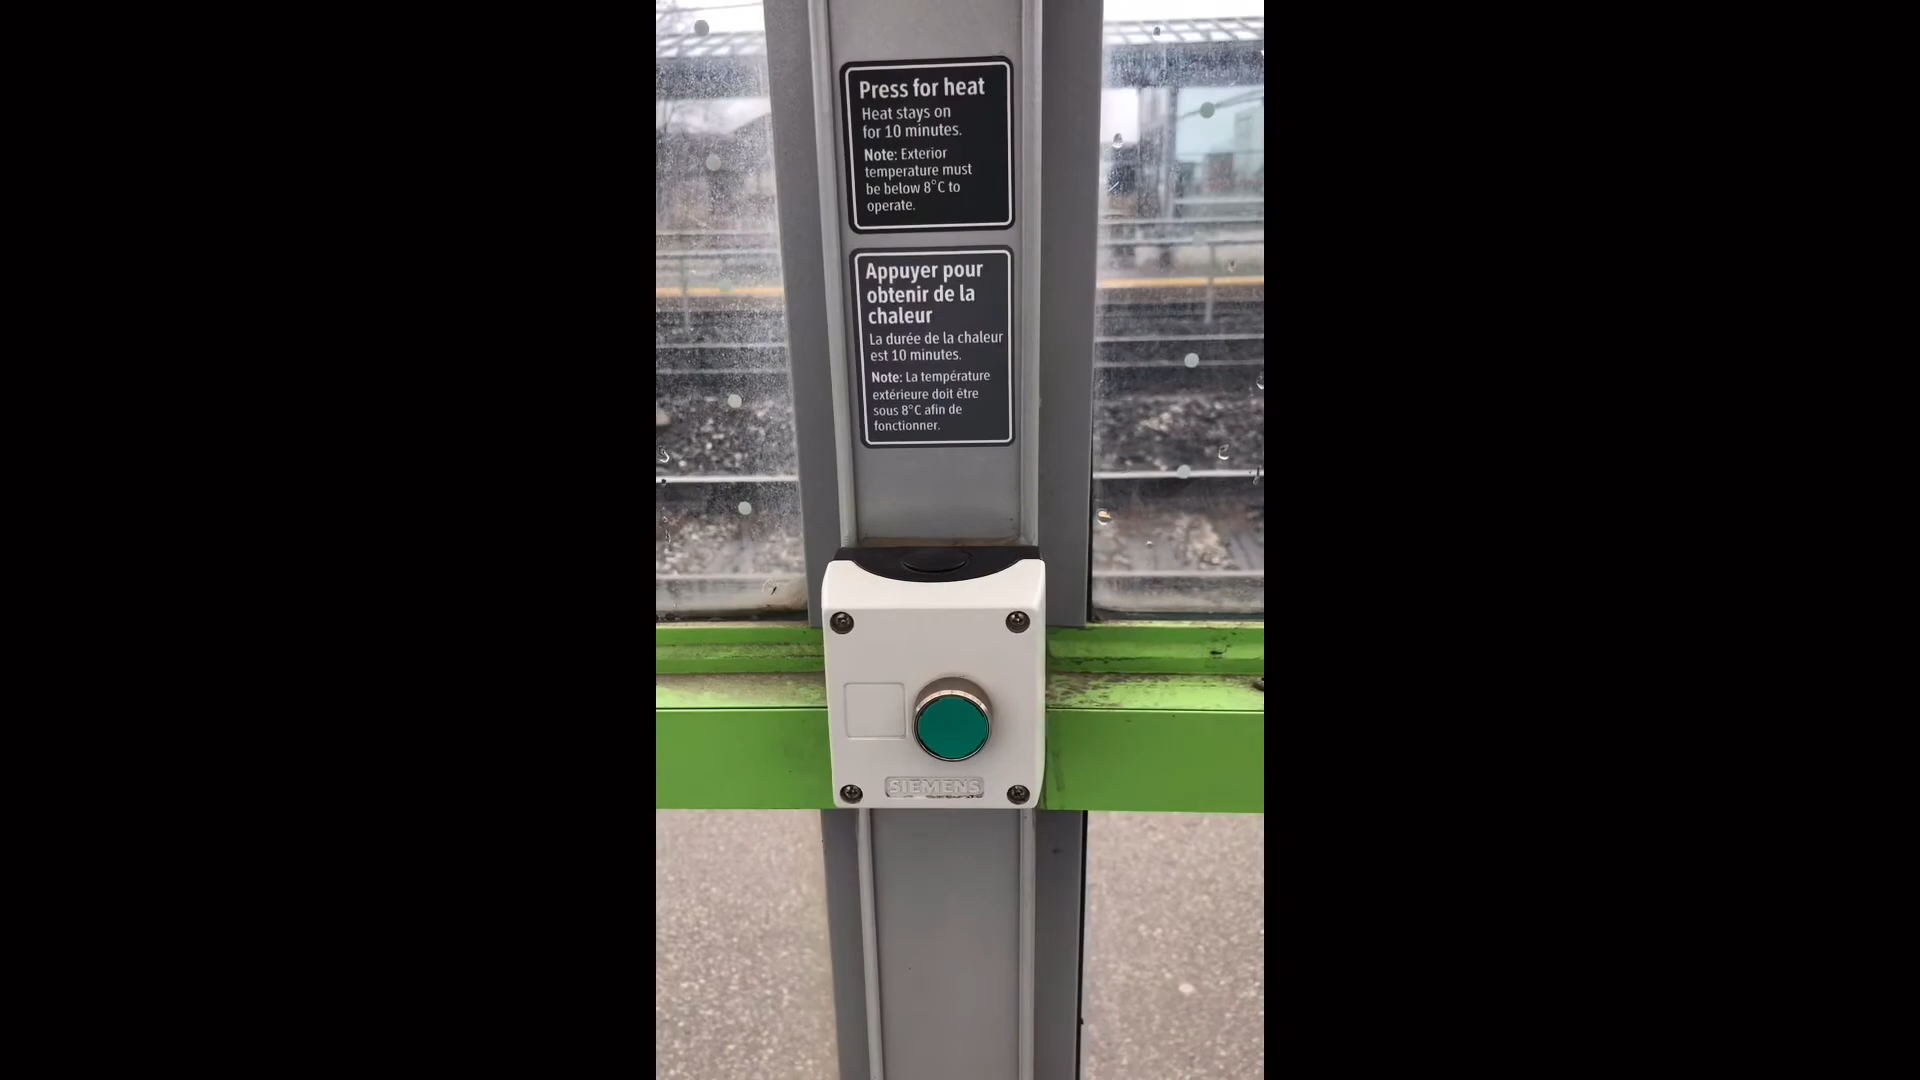 Press for heat
Heat stays on
for 10 minutes.
Note: Exterior
temperature must
be below 8°C to
operate.
Appuyer pour
obtenir de la
chaleur
La durée de la chaleur
est 10 minutes.
Note: La température
extérieure doit être
sous 8°C afin de
fonctionner.
SIEMENS